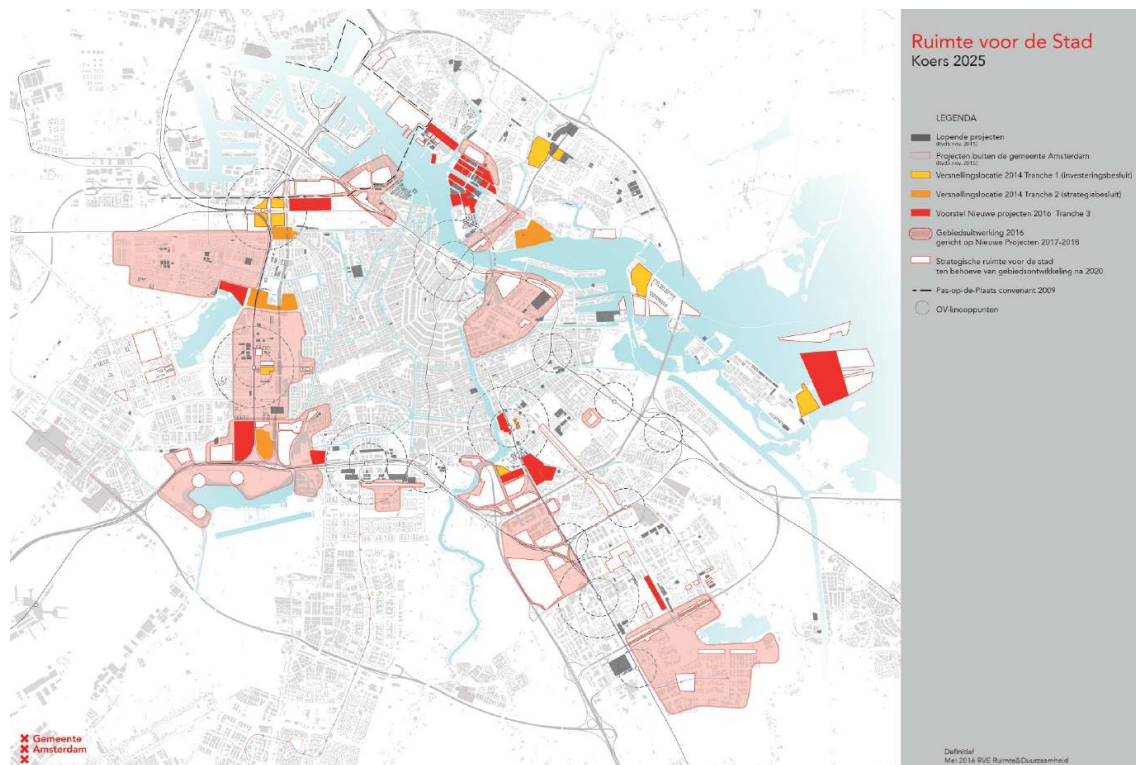 Ruimte voor de Stad
Koers 2025
LEGENDA
Lopende projecten
Projecten buiten de gemeente Amsterdam
Versnellingslocatie 2014 Tranche 1 (investeringsbesluit)
Versnellingslocatie 2014 Tranche 2 (strategiebesluit)
Voorstel Nieuwe projecten 2016 Tranche 3
Gebiedsuitwerking 2016
gericht op Nieuwe Projecten 2017-2018
Strategische ruimte voor de stad
ten behoeve van gebiedsontwikkeling na 2020
Pas-op-de-Plaats convenant 2009
OV-knooppunten
Gemeente
Amsterdam
Definitief
Mei 2016 RVE Ruimte&Duurzaamheid